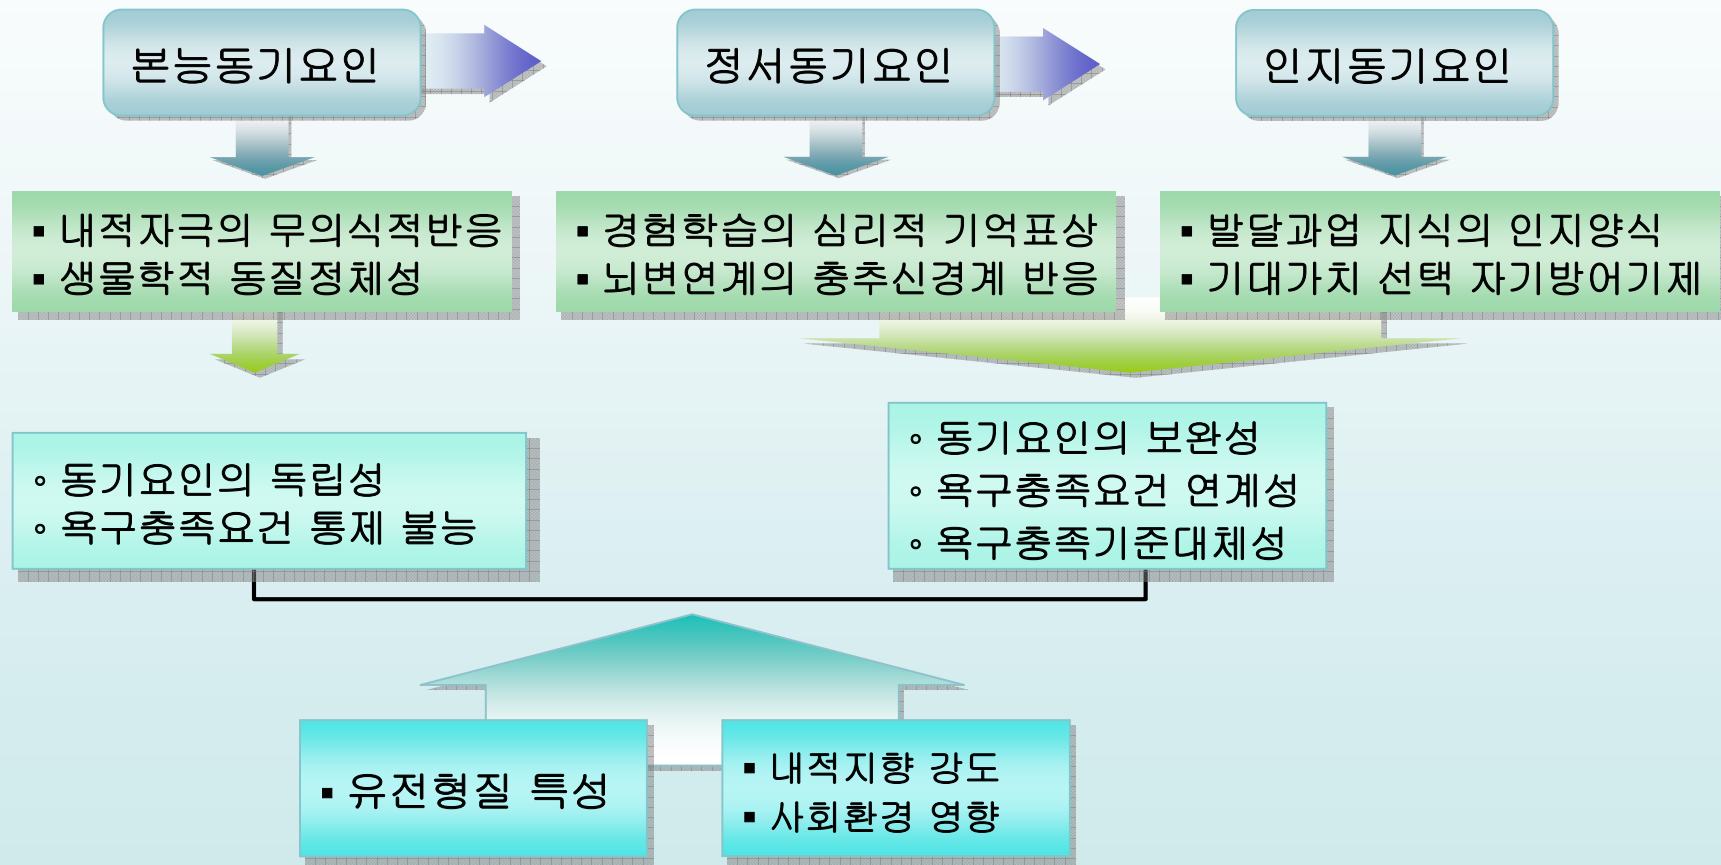 본능동기요인
정서동기요인
인지동기요인
▪ 내적자극의 무의식적반응
▪ 생물학적 동질정체성
▪ 경험학습의 심리적 기억표상
▪ 뇌변연계의 중추신경계 반응
▪ 발달과업 지식의 인지양식
▪ 기대가치 선택 자기방어기제
◦ 동기요인의 독립성
◦ 욕구충족요건 통제 불능
◦ 동기요인의 보완성
◦ 욕구충족요건 연계성
◦ 욕구충족기준대체성
▪ 유전형질 특성
▪ 내적지향 강도
▪ 사회환경 영향